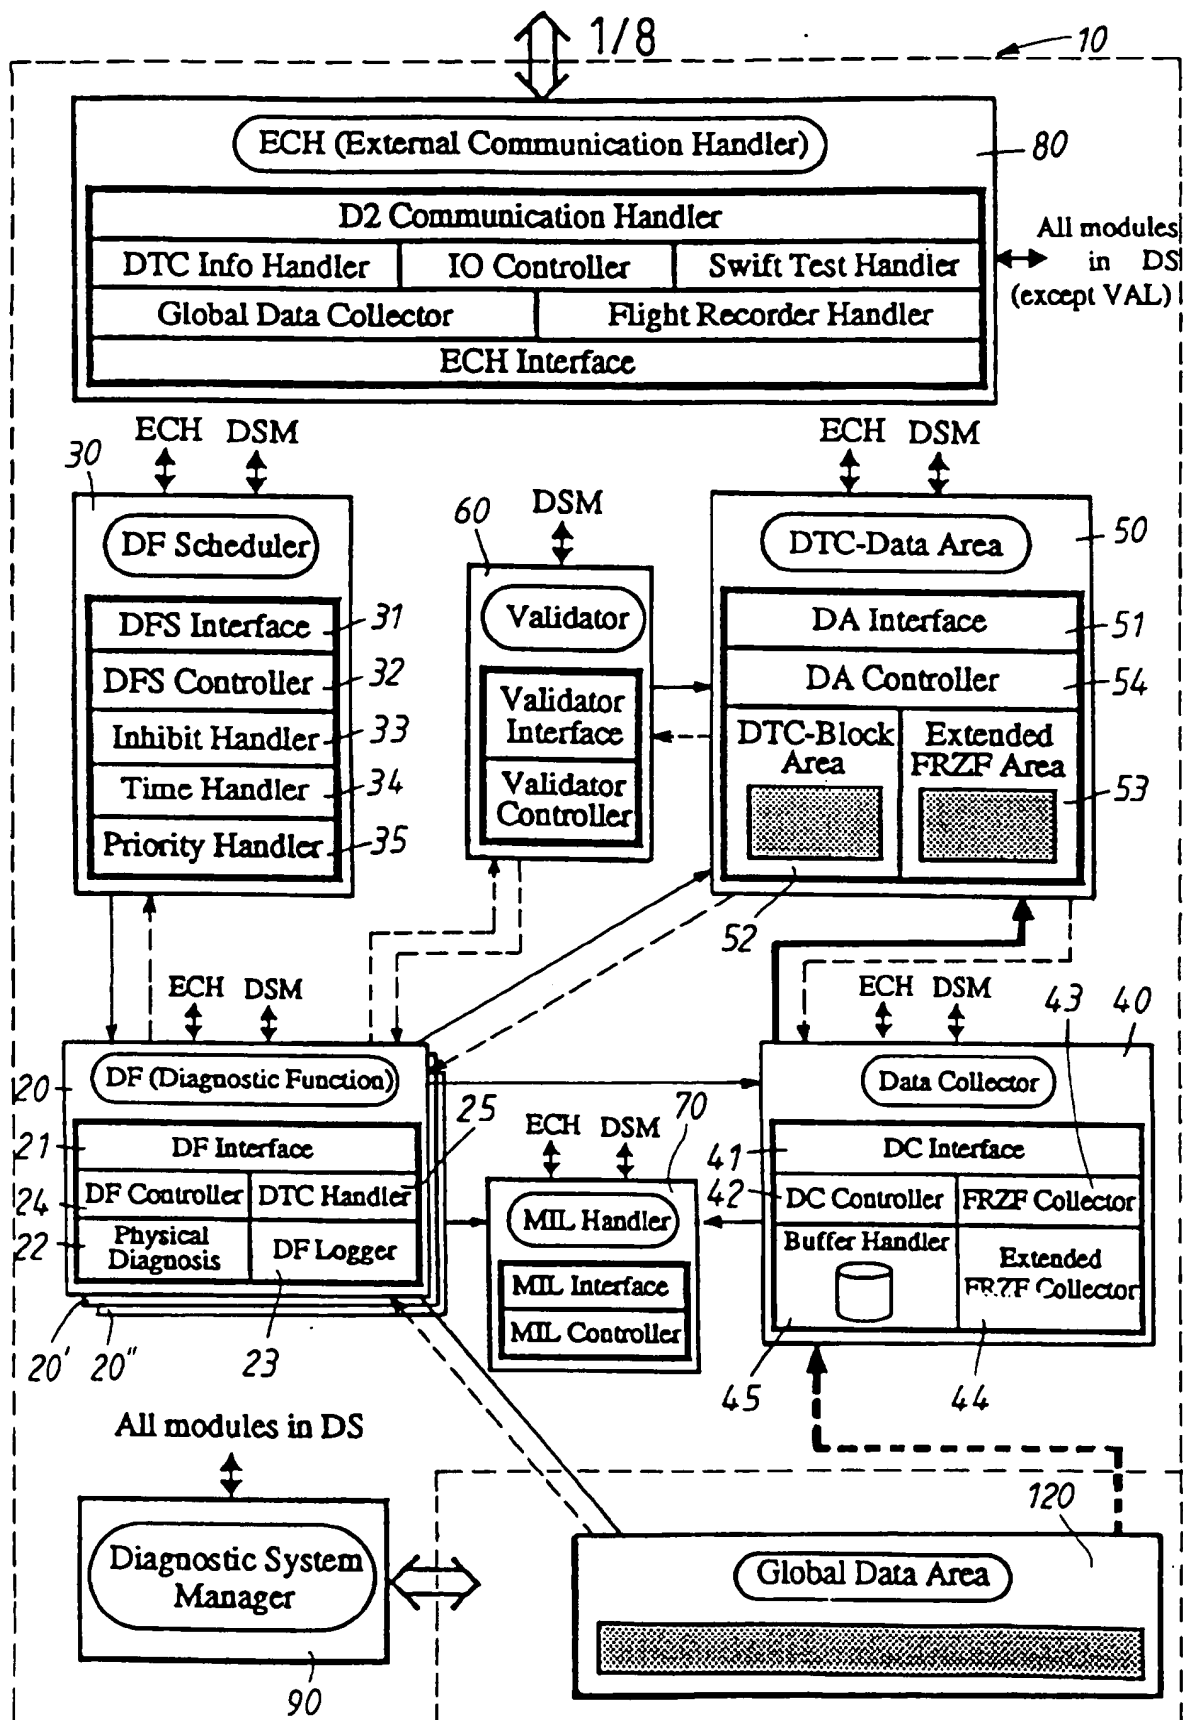 1/8
10
ECH (External Communication Handler)
80
D2 Communication Handler
DTC Info Handler
IO Controller
Swift Test Handler
Global Data Collector
Flight Recorder Handler
ECH Interface
All modules
in DS
(except VAL)
ECH DSM
30
DF Scheduler
DFS Interface
31
DFS Controller
32
Inhibit Handler
33
Time Handler
34
Priority Handler
35
60
DSM
Validator
Validator
Interface
Validator
Controller
ECH DSM
50
DTC-Data Area
DA Interface
51
DA Controller
54
DTC-Block
Area
Extended
FRZF Area
53
52
ECH DSM
20
DF (Diagnostic Function)
25
21
DF Interface
24
DF Controller
DTC Handler
22
Physical
Diagnosis
DF Logger
20'
20"
23
ECH DSM
70
MIL Handler
MIL Interface
MIL Controller
ECH DSM
43
40
Data Collector
41
DC Interface
42
DC Controller
FRZF Collector
Buffer Handler
Extended
FRZF Collector
45
44
All modules in DS
Diagnostic System
Manager
90
120
Global Data Area